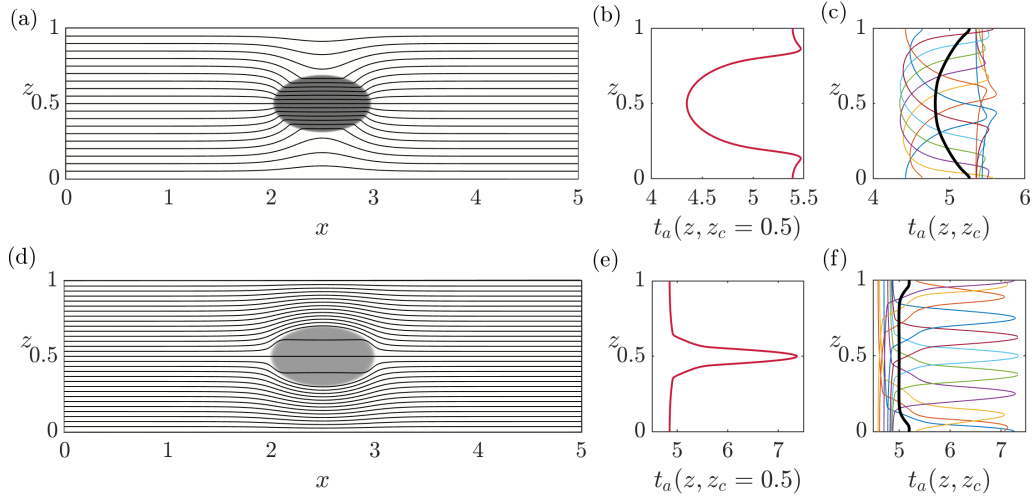 (a)
(b)
(c)
1
z 0.5
0
0 1 2 3 4 5
x
1
z 0.5
0
4 4.5 5 5.5
t_a(z, z_c = 0.5)
1
z 0.5
0
4 5 6
t_a(z, z_c)
(d)
(e)
(f)
1
z 0.5
0
0 1 2 3 4 5
x
1
z 0.5
0
5 6 7
t_a(z, z_c = 0.5)
1
z 0.5
0
5 6 7
t_a(z, z_c)